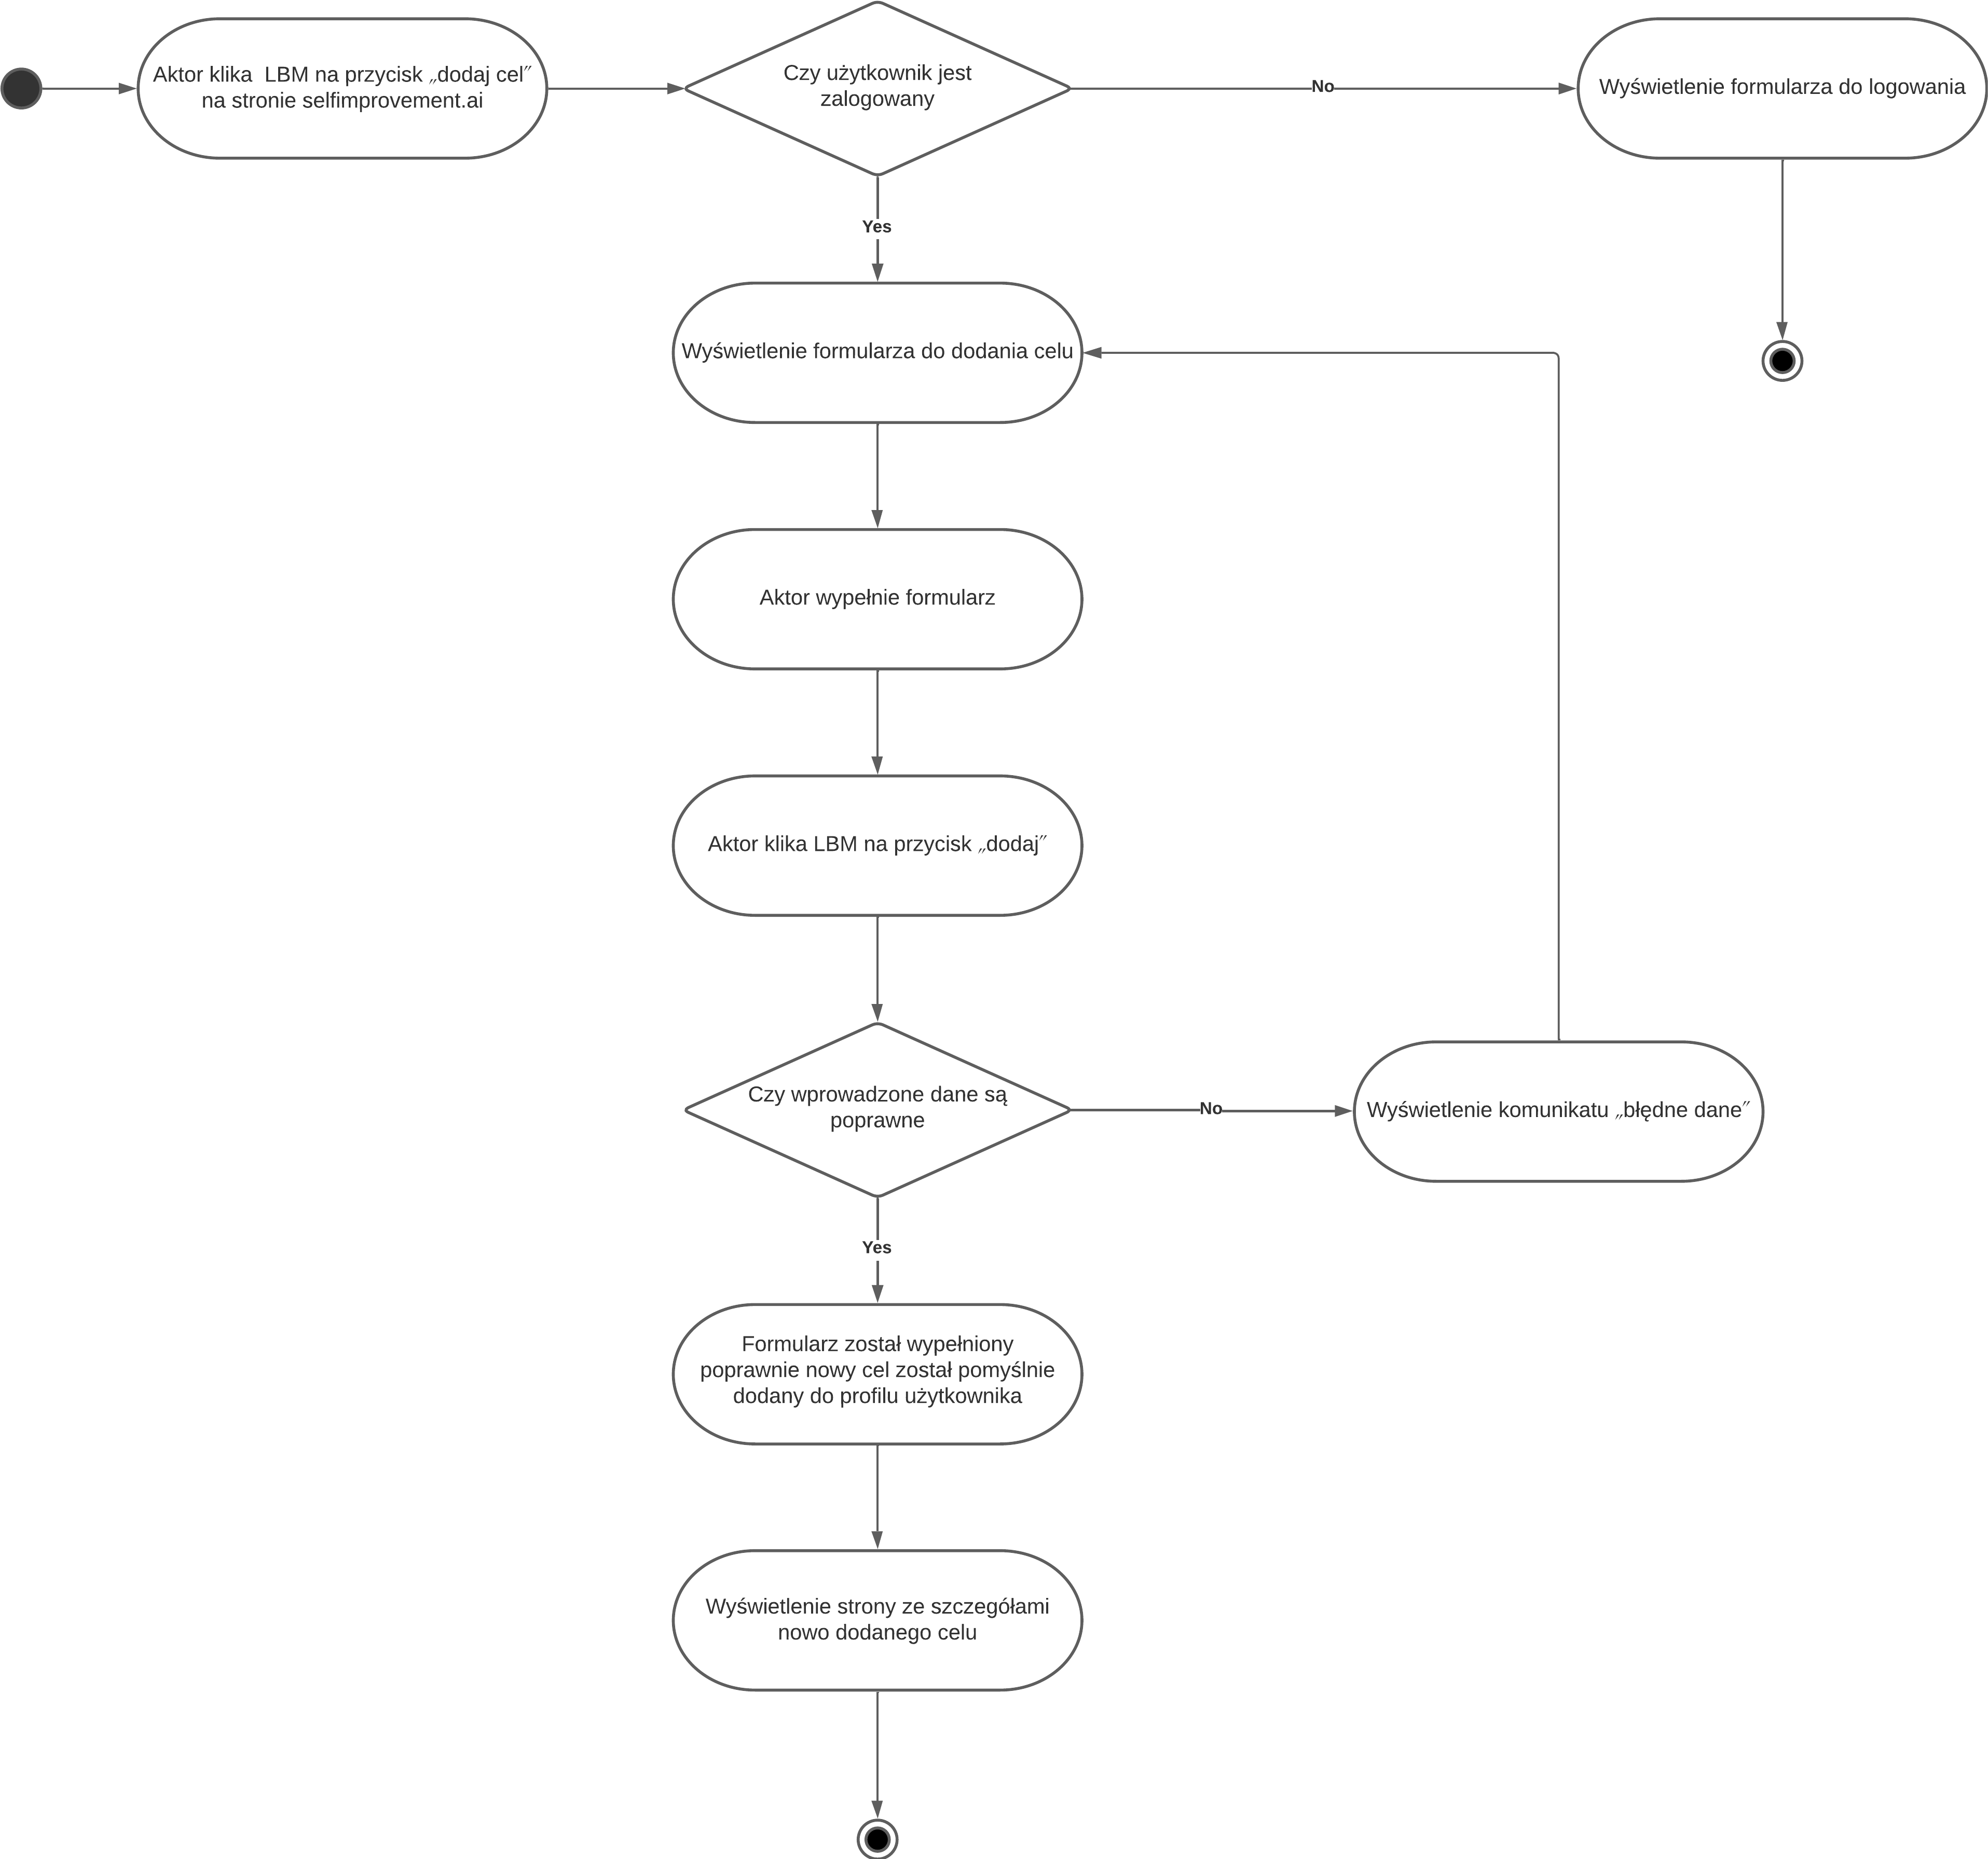 Aktor klika  LBM na przycisk „dodaj cel”
na stronie selfimprovement.ai
Czy użytkownik jest
zalogowany
No
Wyświetlenie formularza do logowania
Yes
Wyświetlenie formularza do dodania celu
Aktor wypełnie formularz
Aktor klika LBM na przycisk „dodaj”
Czy wprowadzone dane są
poprawne
No
Wyświetlenie komunikatu „błędne dane”
Yes
Formularz został wypełniony
poprawnie nowy cel został pomyślnie
dodany do profilu użytkownika
Wyświetlenie strony ze szczegółami
nowo dodanego celu